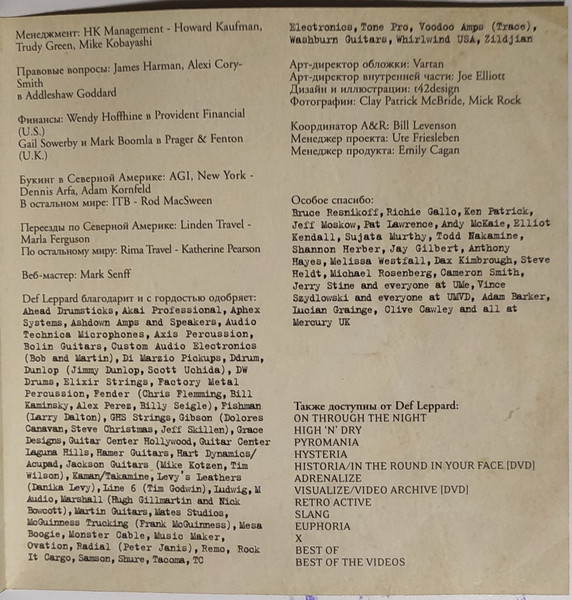 Менеджмент: HK Management - Howard Kaufman,
Trudy Green, Mike Kobayashi
Правовые вопросы: James Harman, Alexi Cory-
Smith
в Addleshaw Goddard
Финансы: Wendy Hoffhine в Provident Financial
(U.S.)
Gail Sowerby и Mark Boomla в Prager & Fenton
(U.K.)
Букинг в Северной Америке: AGI, New York -
Dennis Arfa, Adam Kornfeld
В остальном мире: ITB - Rod MacSween
Переезды по Северной Америке: Linden Travel -
Marla Ferguson
По остальному миру: Rima Travel - Katherine Pearson
Веб-мастер: Mark Senff
Def Leppard благодарит и с гордостью одобряет:
Ahead Drumsticks, Akai Professional, Aphex
Systems, Ashdown Amps and Speakers, Audio
Technica Microphones, Axis Percussion,
Bolin Guitars, Custom Audio Electronics
(Bob and Martin), Di Marzio Pickups, Ddrum,
Dunlop (Jimmy Dunlop, Scott Uchida), DW
Drums, Elixir Strings, Factory Metal
Percussion, Fender (Chris Flemming, Bill
Kaminsky, Alex Perez, Billy Seigle), Fishman
(Larry Dalton), GHS Strings, Gibson (Dolores
Canavan, Steve Christmas, Jeff Skillen), Grace
Designs, Guitar Center Hollywood, Guitar Center
Laguna Hills, Hamer Guitars, Hart Dynamics/
Acupad, Jackson Guitars (Mike Kotzen, Tim
Wilson), Kaman/Takamine, Levy's Leathers
(Danika Levy), Line 6 (Tim Godwin), Ludwig, M
Audio, Marshall (Hugh Gillmartin and Nick
Bowcott), Martin Guitars, Mates Studios,
McGuinness Trucking (Frank McGuinness), Mesa
Boogie, Monster Cable, Music Maker,
Ovation, Radial (Peter Janis), Remo, Rock
It Cargo, Samson, Shure, Tacoma, TC
Electronics, Tone Pro, Voodoo Amps (Trace),
Washburn Guitars, Whirlwind USA, Zildjian
Арт-директор обложки: Vartan
Арт-директор внутренней части: Joe Elliott
Дизайн и иллюстрации: t42design
Фотографии: Clay Patrick McBride, Mick Rock
Координатор A&R: Bill Levenson
Менеджер проекта: Ute Friesleben
Менеджер продукта: Emily Cagan
Особое спасибо:
Bruce Resnikoff, Richie Gallo, Ken Patrick,
Jeff Moskow, Pat Lawrence, Andy McKaie, Elliot
Kendall, Sujata Murthy, Todd Nakamine,
Shannon Herber, Jay Gilbert, Anthony
Hayes, Melissa Westfall, Dax Kimbrough, Steve
Heldt, Michael Rosenberg, Cameron Smith,
Jerry Stine and everyone at UMe, Vince
Szydlowski and everyone at UMVD, Adam Barker,
Lucian Grainge, Clive Cawley and all at
Mercury UK
Также доступны от Def Leppard:
ON THROUGH THE NIGHT
HIGH 'N' DRY
PYROMANIA
HYSTERIA
HISTORIA/IN THE ROUND IN YOUR FACE [DVD]
ADRENALIZE
VISUALIZE/VIDEO ARCHIVE [DVD]
RETRO ACTIVE
SLANG
EUPHORIA
X
BEST OF
BEST OF THE VIDEOS